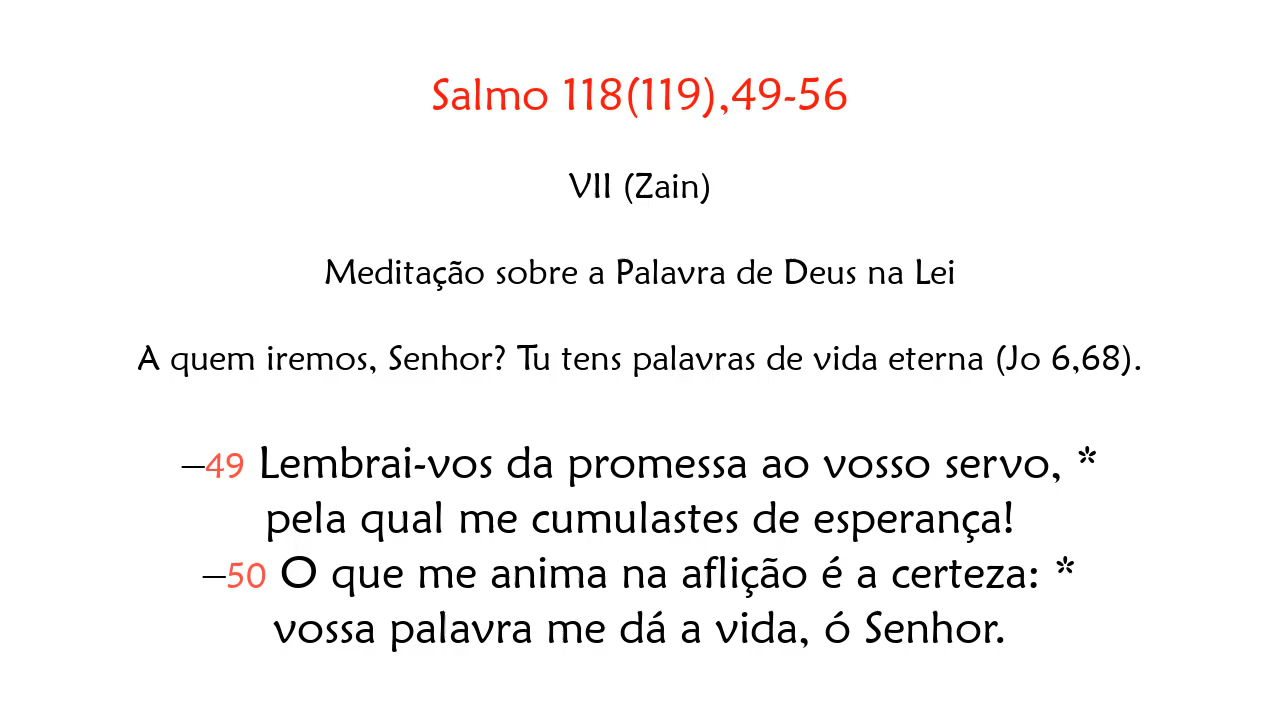 Salmo 118(119),49-56
VII (Zain)
Meditação sobre a Palavra de Deus na Lei
A quem iremos, Senhor? Tu tens palavras de vida eterna (Jo 6,68).
–49 Lembrai-vos da promessa ao vosso servo, *
pela qual me cumulastes de esperança!
–50 O que me anima na aflição é a certeza: *
vossa palavra me dá a vida, ó Senhor.